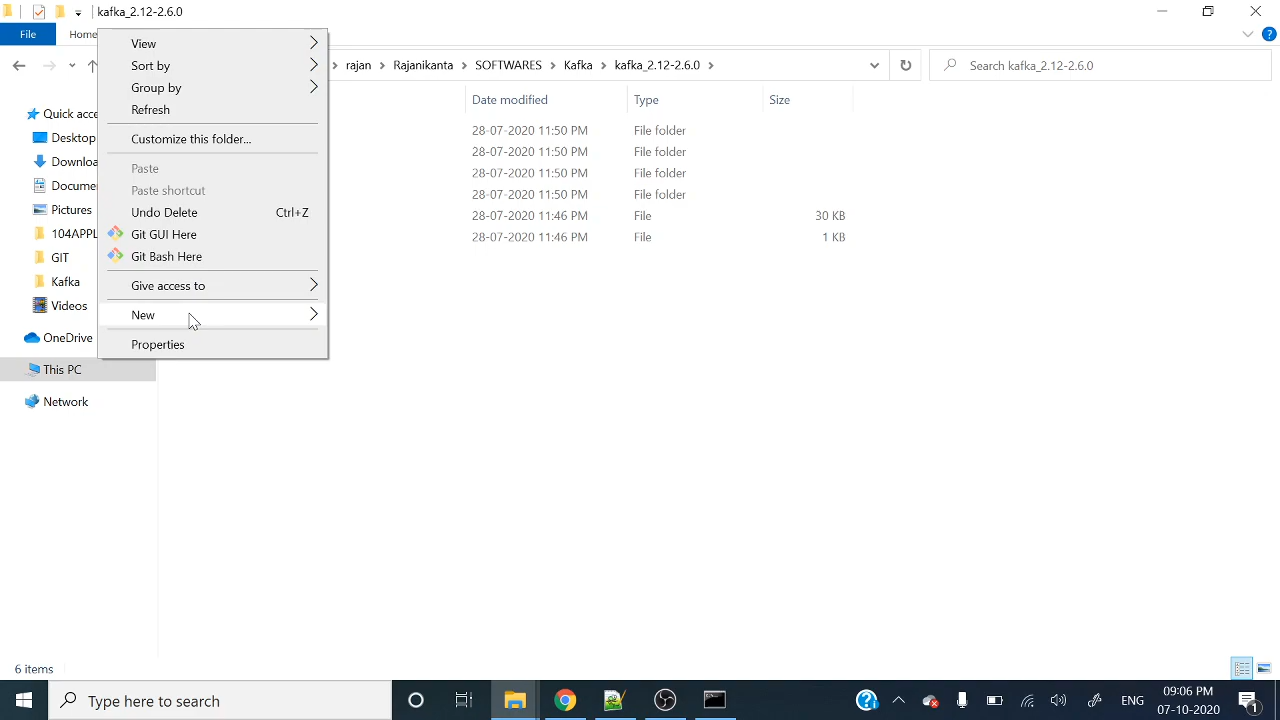 kafka_2.12-2.6.0
File
Home
View
Sort by
Group by
Refresh
Customize this folder...
Paste
Paste shortcut
Undo Delete Ctrl+Z
Git GUI Here
Git Bash Here
Give access to
New
Properties
rajan Rajanikanta SOFTWARES Kafka kafka_2.12-2.6.0
Search kafka_2.12-2.6.0
Quick acce
Desktop
Downloa
Docume
Pictures
104APPL
GIT
Kafka
Videos
OneDrive
This PC
Network
Date modified Type Size
28-07-2020 11:50 PM File folder
28-07-2020 11:50 PM File folder
28-07-2020 11:50 PM File folder
28-07-2020 11:50 PM File folder
28-07-2020 11:46 PM File 30 KB
28-07-2020 11:46 PM File 1 KB
6 items
Type here to search
ENG
09:06 PM
07-10-2020
1